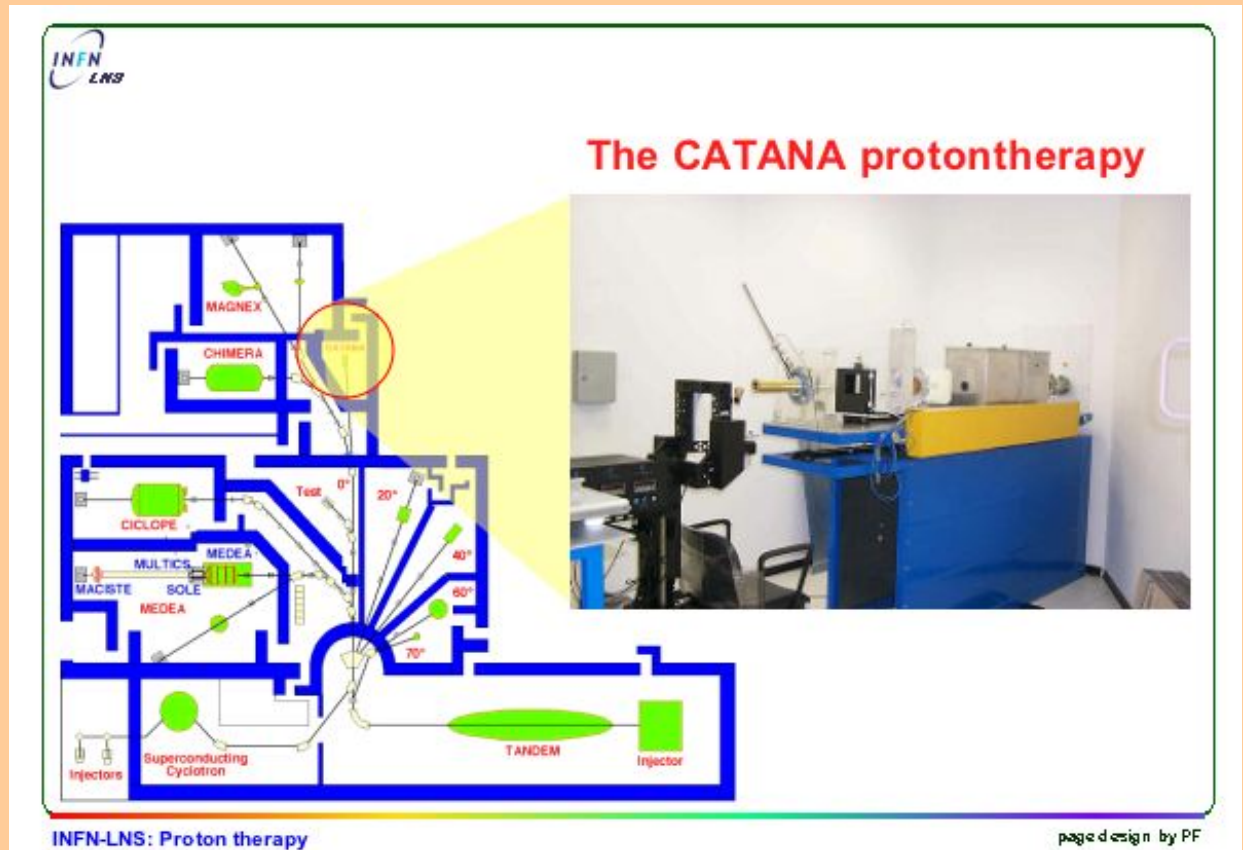 INFN
LNS
The CATANA protontherapy
MAGNEX
CATANA
CHIMERA
Test
0°
20°
CICLOPE
40°
MULTICS
MEDEA
MACISTE
SOLE
60°
MEDEA
70°
TANDEM
Injector
Injectors
Superconducting
Cyclotron
INFN-LNS: Proton therapy
page design by PF